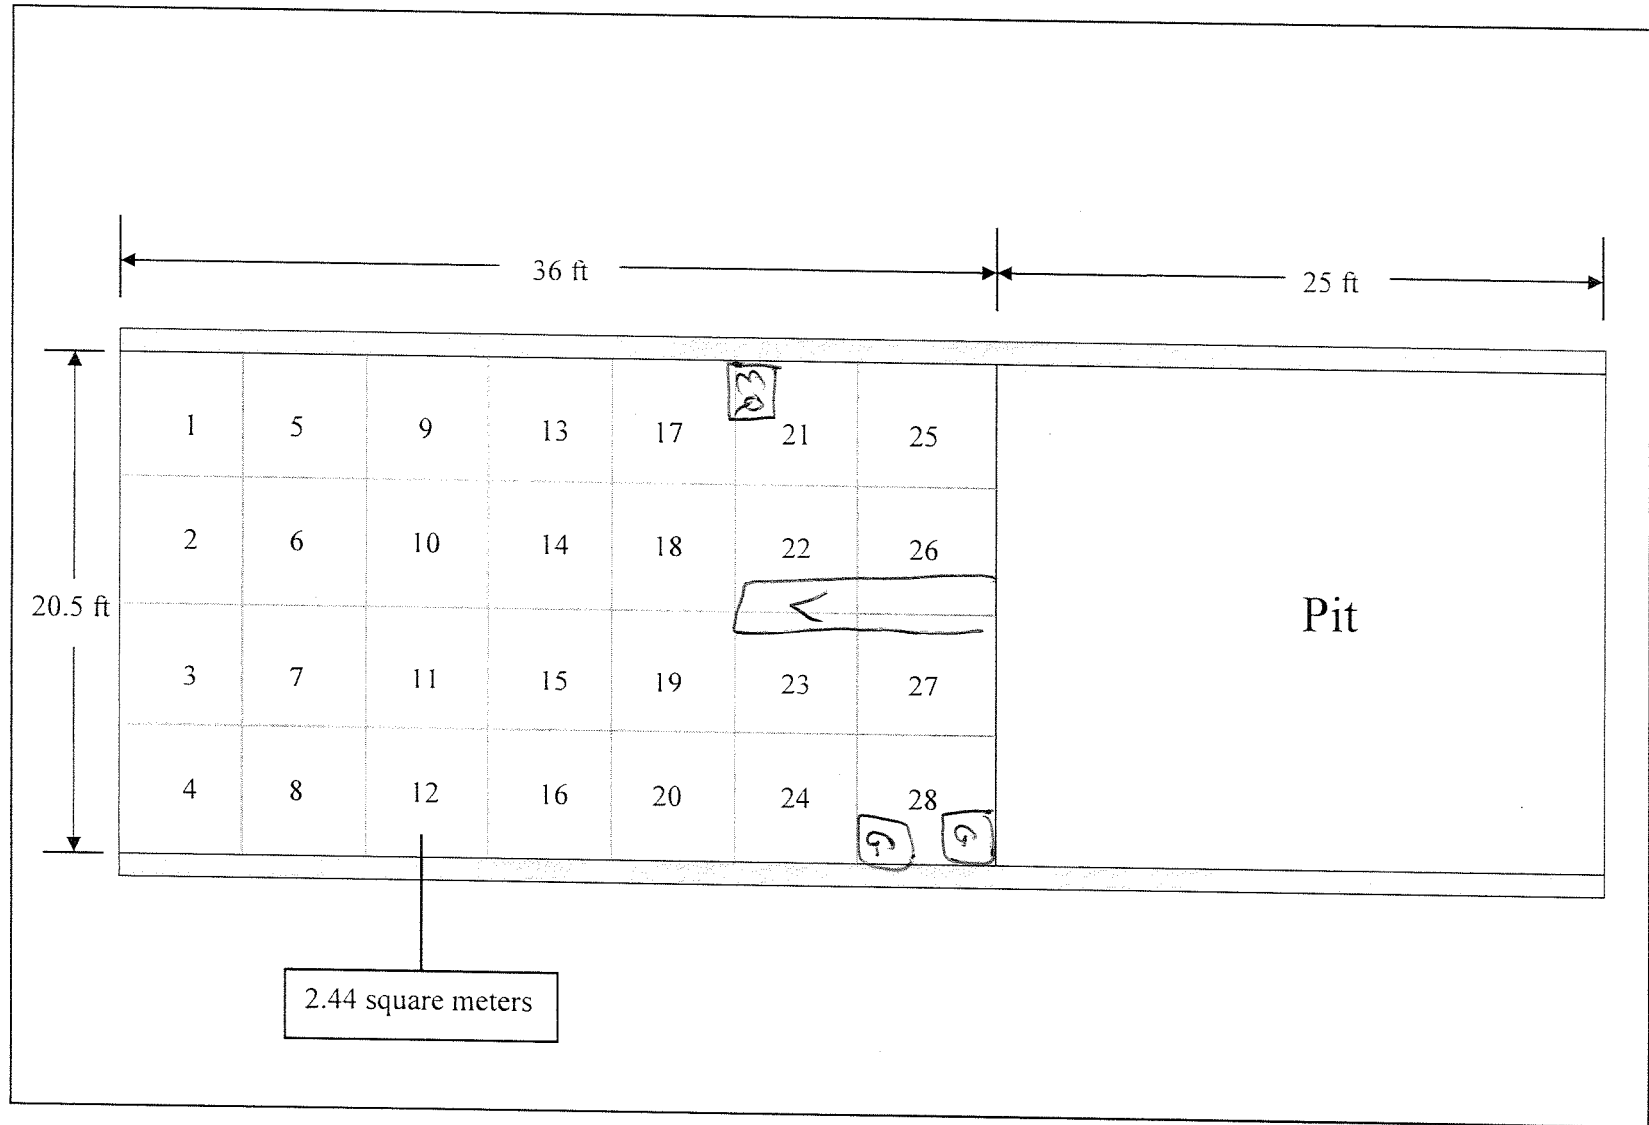 36 ft
25 ft
1 5 9 13 17 21 25
2 6 10 14 18 22 26
20.5 ft
Pit
3 7 11 15 19 23 27
4 8 12 16 20 24 28
G G
2.44 square meters